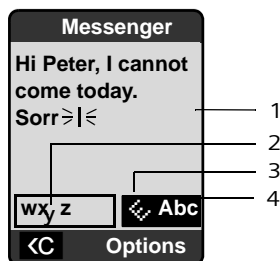 Messenger
Hi Peter, I cannot
come today.
Sorr
1
2
3
wxy z
Abc
4
<C
Options